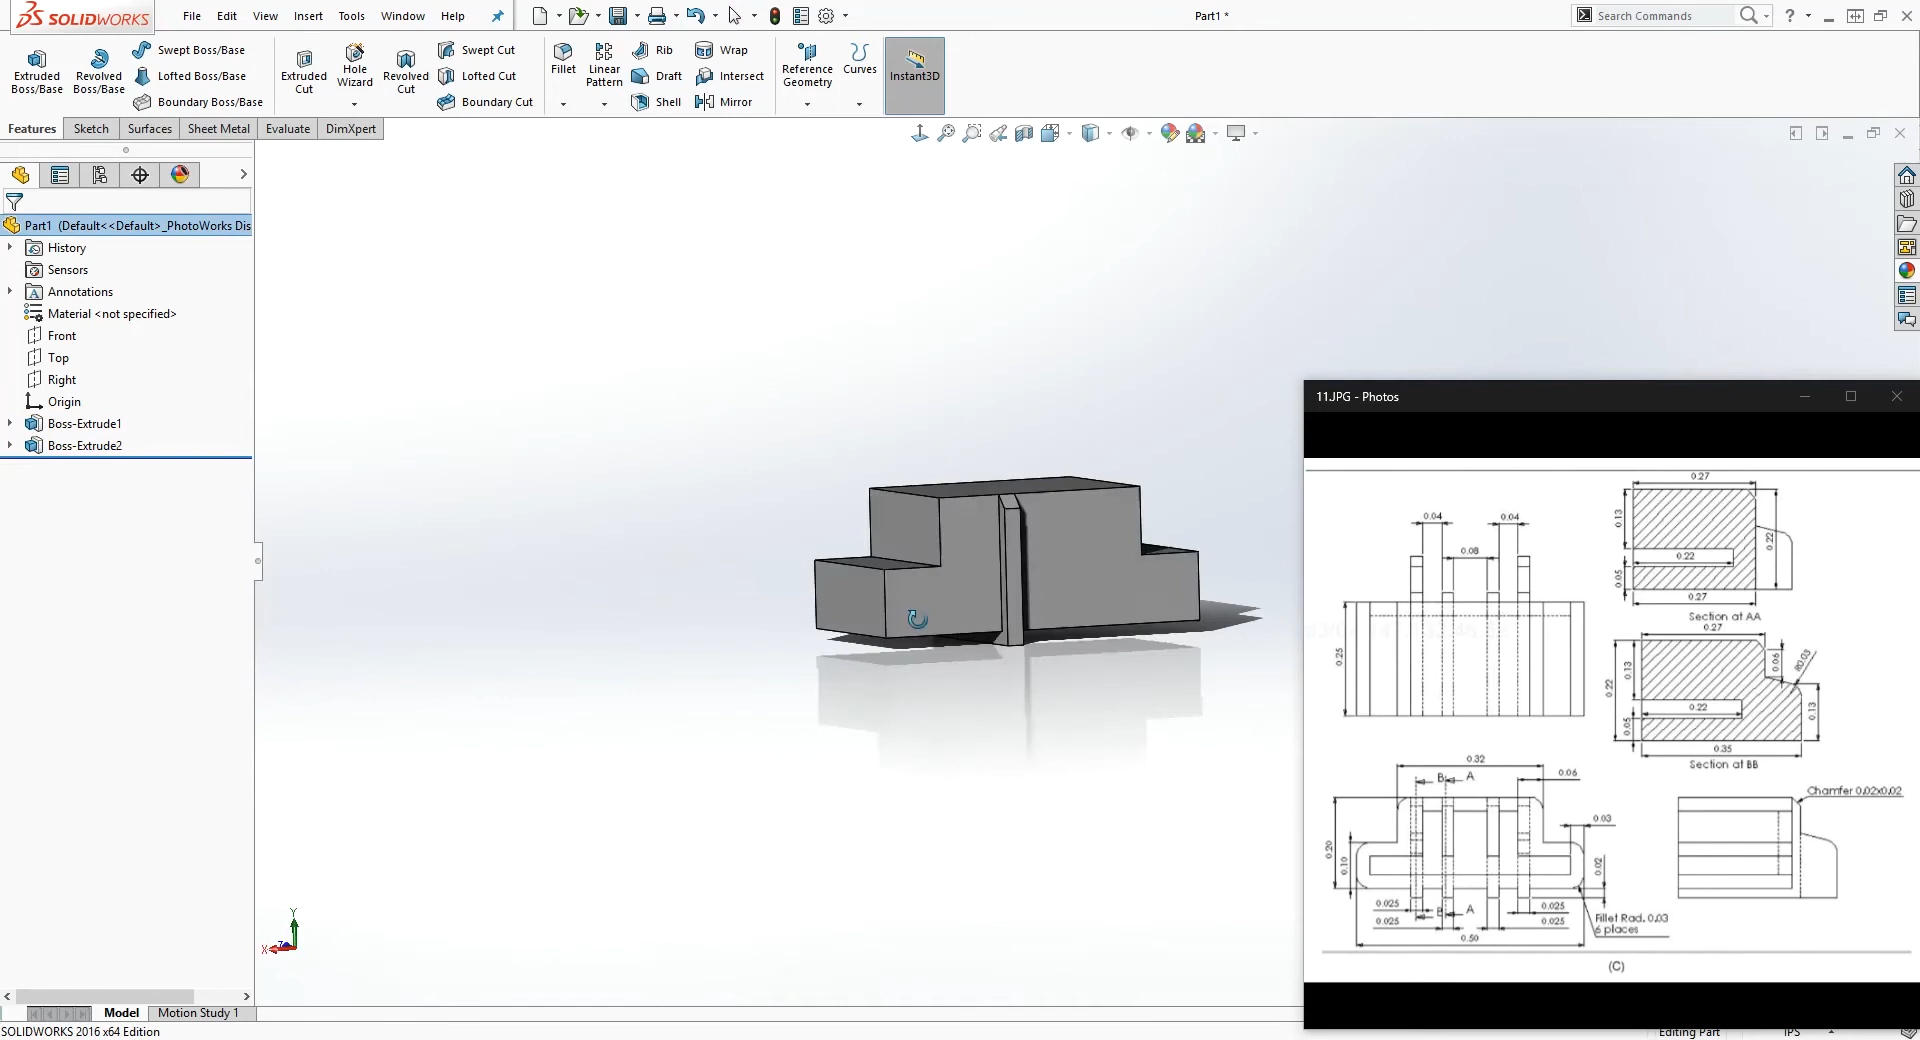 SOLIDWORKS
File Edit View Insert Tools Window Help
Part1 *
Search Commands
Extruded Boss/Base
Revolved Boss/Base
Swept Boss/Base
Lofted Boss/Base
Boundary Boss/Base
Extruded Cut
Hole Wizard
Revolved Cut
Swept Cut
Lofted Cut
Boundary Cut
Fillet
Linear Pattern
Rib
Draft
Shell
Wrap
Intersect
Mirror
Reference Geometry
Curves
Instant3D
Features Sketch Surfaces Sheet Metal Evaluate DimXpert
Part1 (Default<<Default>_PhotoWorks Dis
History
Sensors
Annotations
Material <not specified>
Front
Top
Right
Origin
Boss-Extrude1
Boss-Extrude2
Y
X
Z
11.JPG - Photos
0.04 0.04
0.08
0.25
0.27
0.13
0.22
0.22
0.05
0.27
Section at AA
0.27
0.13
0.06
R0.03
0.22
0.22
0.13
0.05
0.35
Section at BB
0.32
B A
0.06
0.03
0.20
0.10
0.02
0.025
0.025
B A
0.025
0.025
0.50
Fillet Rad. 0.03
6 places
Chamfer 0.02x0.02
(C)
Model Motion Study 1
SOLIDWORKS 2016 x64 Edition
Editing Part
IPS